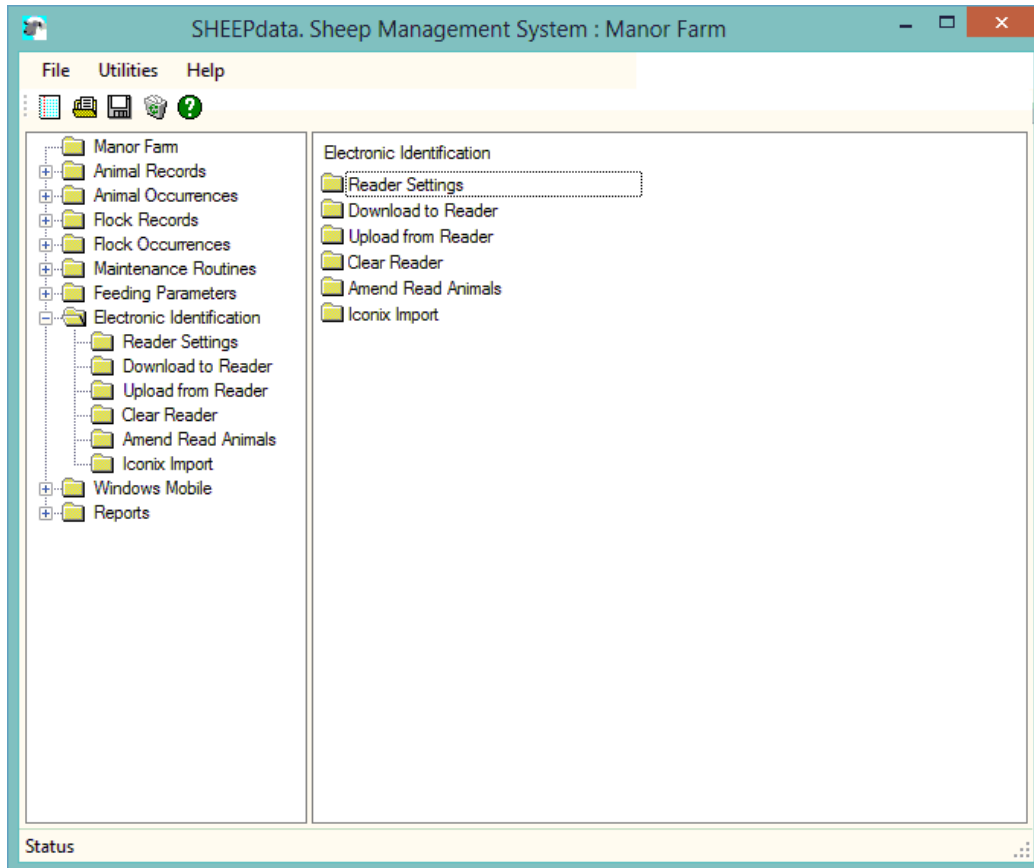 SHEEPdata. Sheep Management System : Manor Farm
File Utilities Help
Manor Farm
Animal Records
Animal Occurrences
Flock Records
Flock Occurrences
Maintenance Routines
Feeding Parameters
Electronic Identification
Reader Settings
Download to Reader
Upload from Reader
Clear Reader
Amend Read Animals
Iconix Import
Windows Mobile
Reports
Electronic Identification
Reader Settings
Download to Reader
Upload from Reader
Clear Reader
Amend Read Animals
Iconix Import
Status